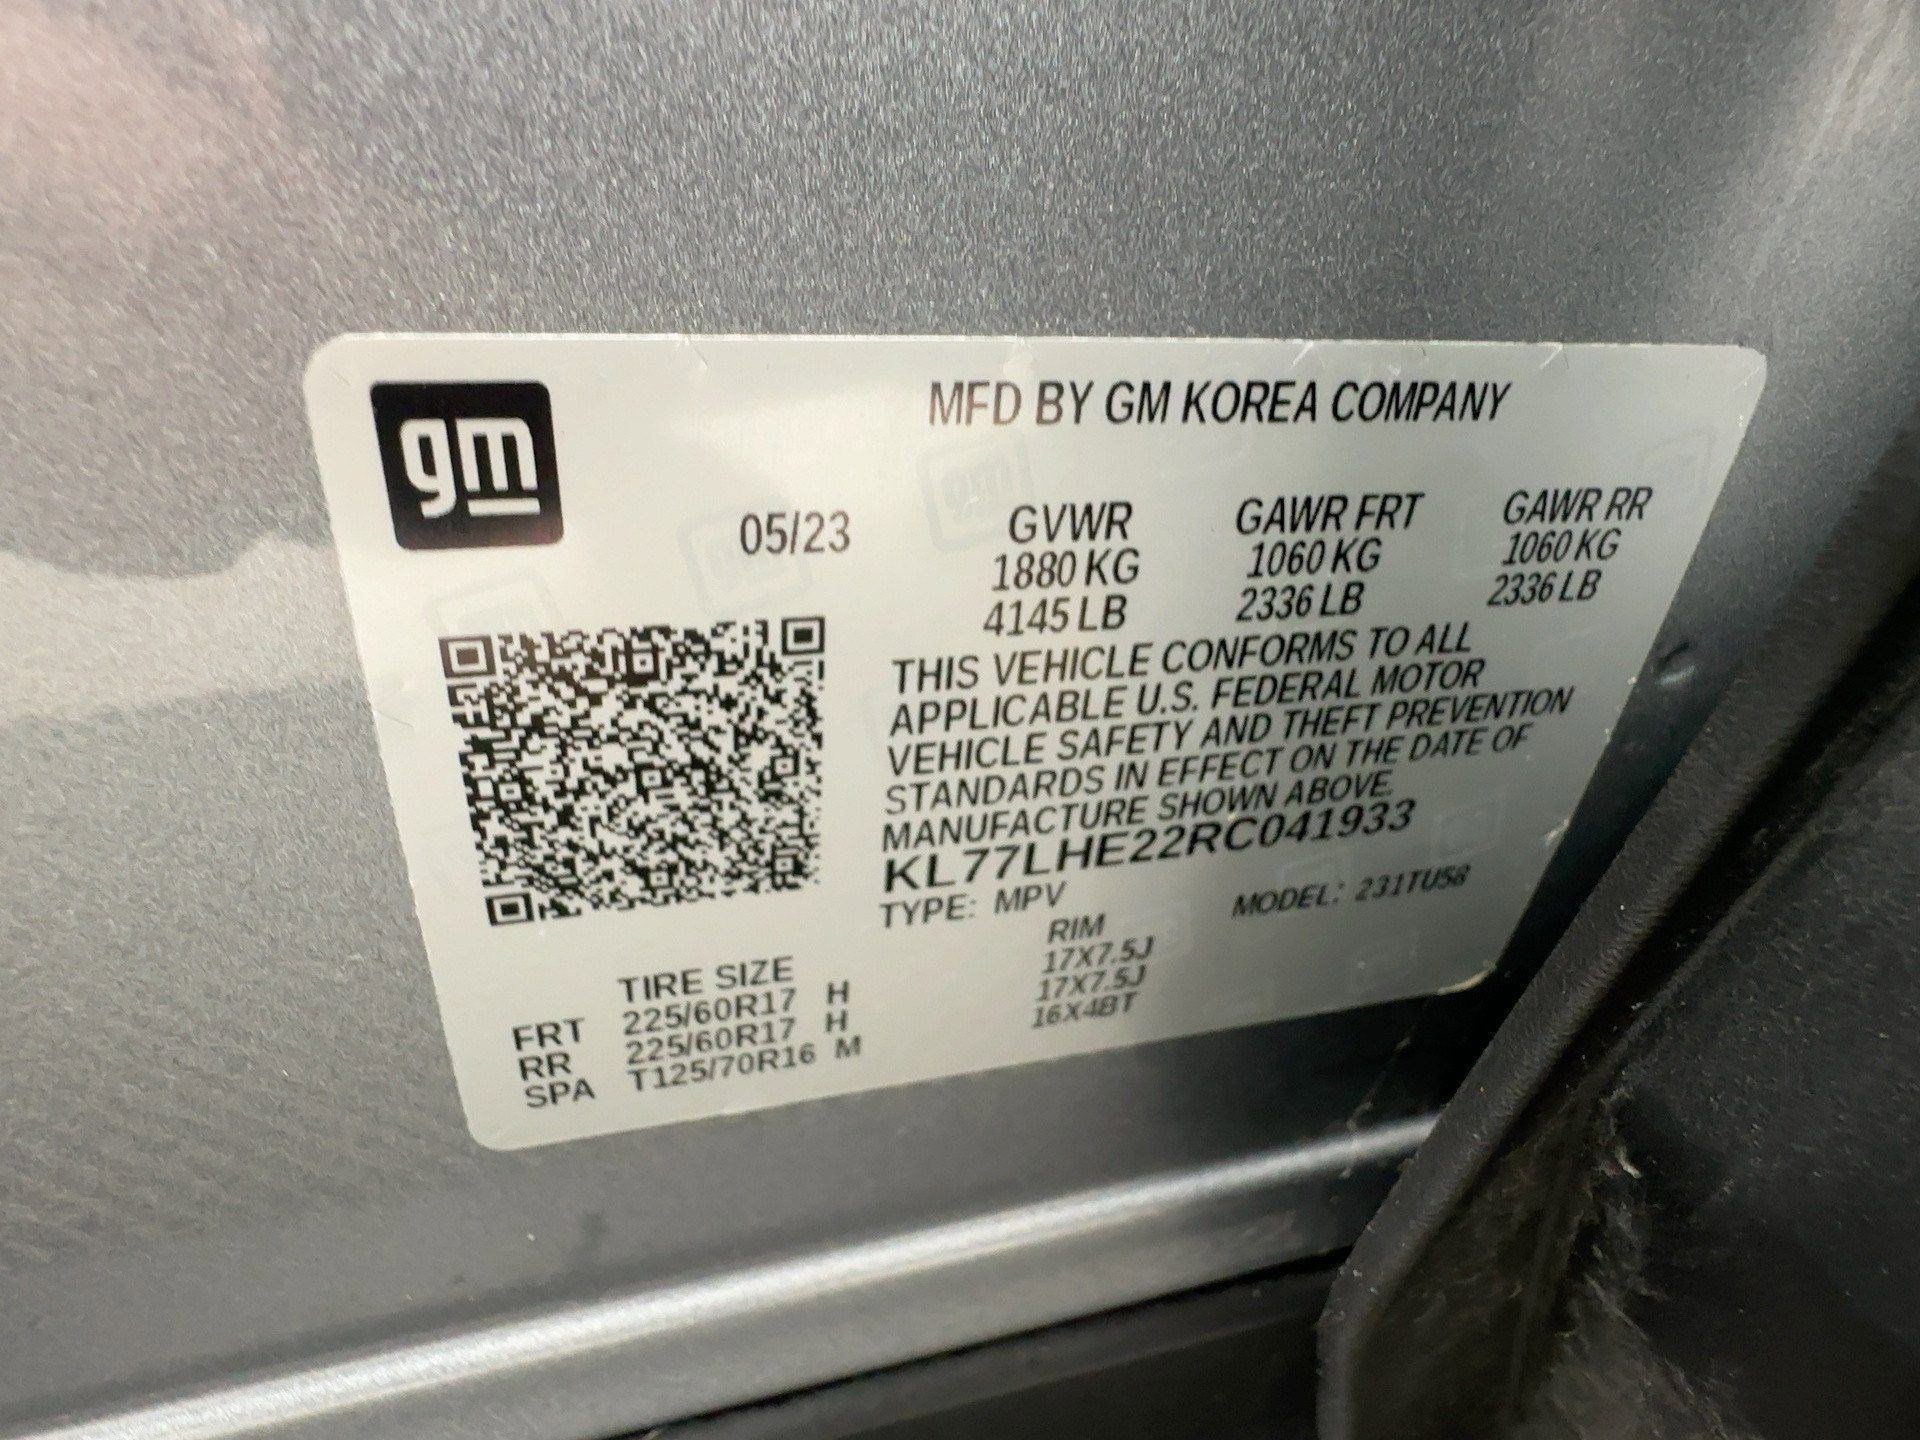 gm
MFD BY GM KOREA COMPANY
05/23
GVWR GAWR FRT GAWR RR
1880 KG 1060 KG 1060 KG
4145 LB 2336 LB 2336 LB
THIS VEHICLE CONFORMS TO ALL
APPLICABLE U.S. FEDERAL MOTOR
VEHICLE SAFETY AND THEFT PREVENTION
STANDARDS IN EFFECT ON THE DATE OF
MANUFACTURE SHOWN ABOVE.
KL77LHE22RC041933
TYPE: MPV MODEL: 231TU58
TIRE SIZE RIM
FRT 225/60R17 H 17X7.5J
RR 225/60R17 H 17X7.5J
SPA T125/70R16 M 16X4BT